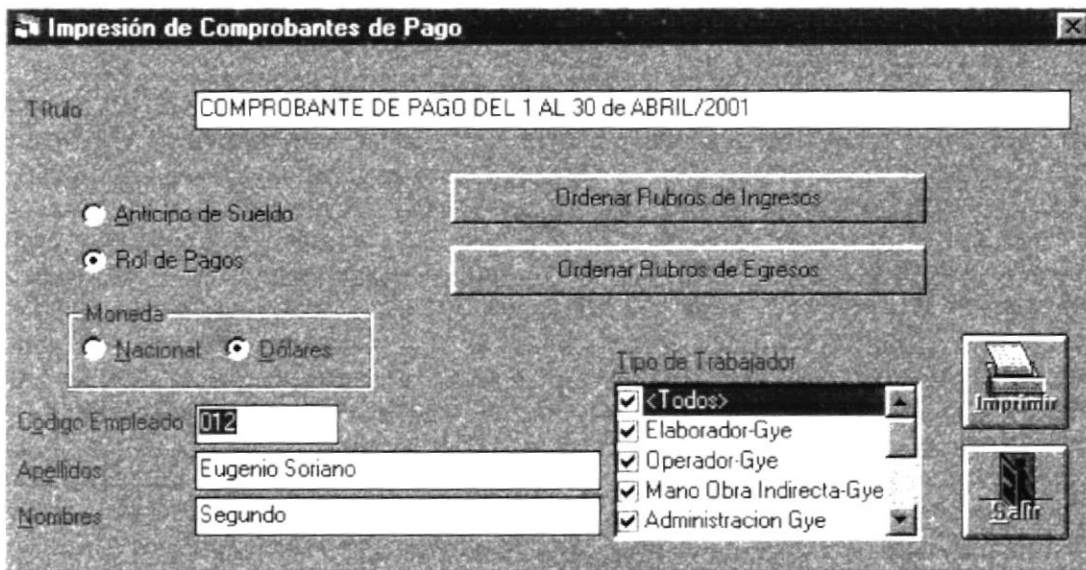 Impresión de Comprobantes de Pago
Título
COMPROBANTE DE PAGO DEL 1 AL 30 de ABRIL/2001
Anticipo de Sueldo
Rol de Pagos
Ordenar Rubros de Ingresos
Ordenar Rubros de Egresos
Moneda
Nacional
Dólares
Codigo Empleado
012
Apellidos
Eugenio Soriano
Nombres
Segundo
Tipo de Trabajador
<Todos>
Elaborador-Gye
Operador-Gye
Mano Obra Indirecta-Gye
Administracion Gye
Imprimir
Salir